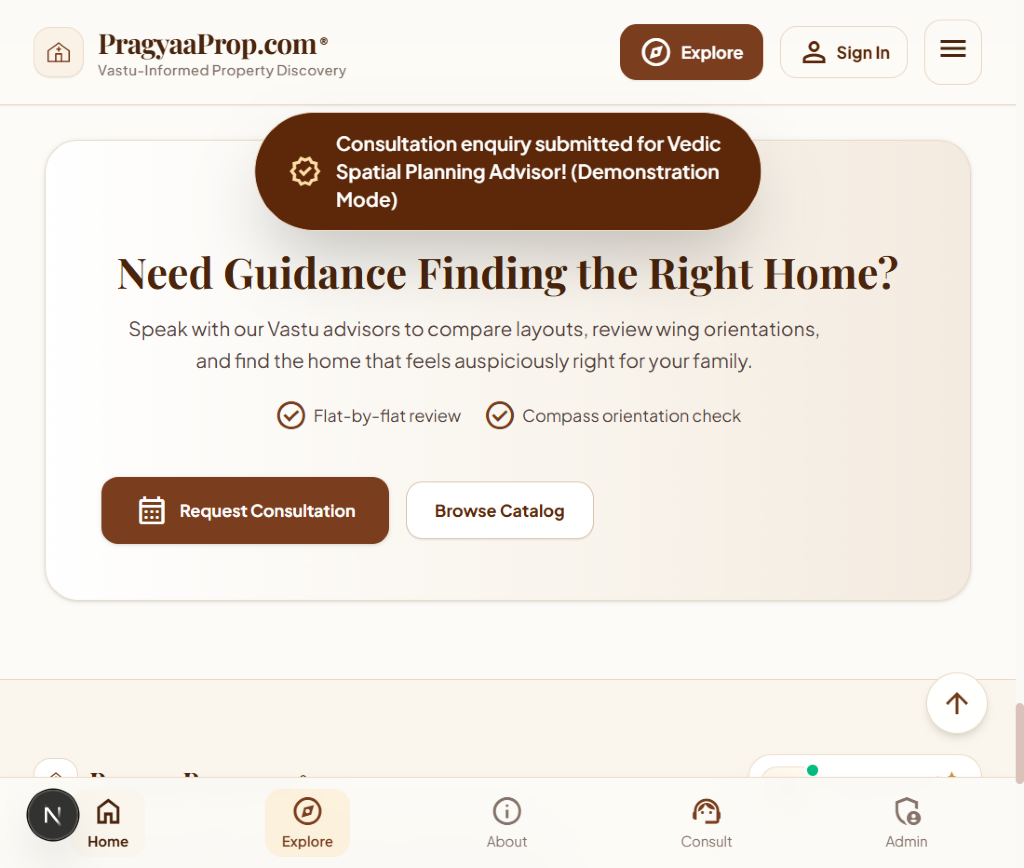 PragyaaProp.com®
Vastu-Informed Property Discovery
Explore
Sign In
Consultation enquiry submitted for Vedic
Spatial Planning Advisor! (Demonstration
Mode)
Need Guidance Finding the Right Home?
Speak with our Vastu advisors to compare layouts, review wing orientations,
and find the home that feels auspiciously right for your family.
Flat-by-flat review
Compass orientation check
Request Consultation
Browse Catalog
N
Home
Explore
About
Consult
Admin